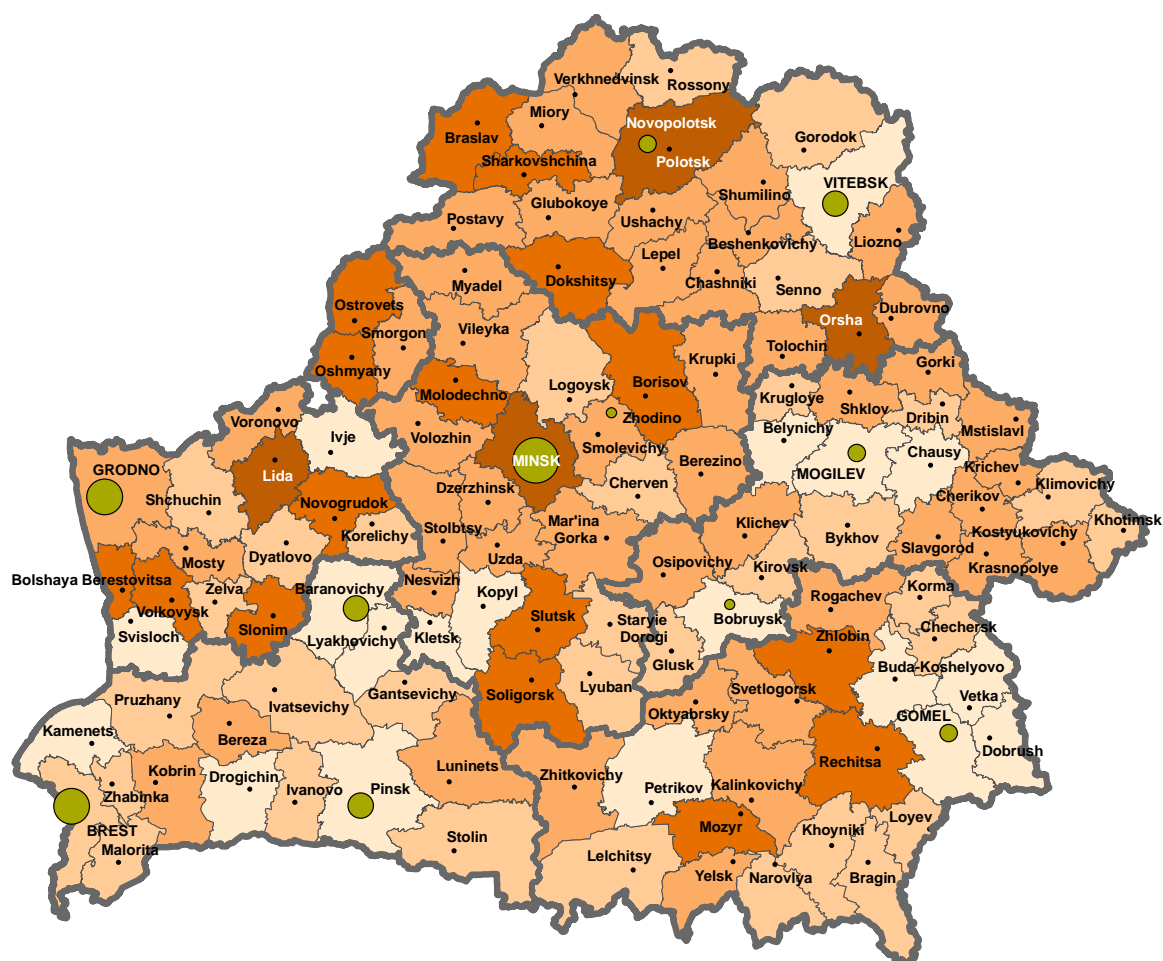 Verkhnedvinsk
Rossony
Miory
Novopolotsk
Braslav
Gorodok
Sharkovshchina
Polotsk
VITEBSK
Shumilino
Glubokoye
Postavy
Ushachy
Liozno
Beshenkovichy
Lepel
Dokshitsy
Chashniki
Senno
Myadel
Ostrovets
Dubrovno
Orsha
Vileyka
Smorgon
Tolochin
Krupki
Gorki
Oshmyany
Logoysk
Molodechno
Borisov
Krugloye
Shklov
Dribin
Zhodino
Voronovo
Belynichy
Mstislavl
Ivje
Volozhin
Smolevichy
Chausy
MINSK
GRODNO
Lida
Berezino
MOGILEV
Krichev
Klimovichy
Shchuchin
Novogrudok
Dzerzhinsk
Cherven
Cherikov
Khotimsk
Korelichy
Stolbtsy
Mar'ina
Gorka
Klichev
Bykhov
Kostyukovichy
Slavgorod
Dyatlovo
Mosty
Uzda
Osipovichy
Krasnopolye
Bolshaya Berestovitsa
Zelva
Baranovichy
Nesvizh
Kirovsk
Korma
Kopyl
Volkovysk
Rogachev
Svisloch
Slonim
Slutsk
Staryie
Dorogi
Bobruysk
Lyakhovichy
Kletsk
Chechersk
Zhlobin
Glusk
Buda-Koshelyovo
Soligorsk
Lyuban
Gantsevichy
Svetlogorsk
Vetka
Pruzhany
Ivatsevichy
Oktyabrsky
GOMEL
Kamenets
Bereza
Dobrush
Rechitsa
Kobrin
Drogichin
Luninets
Zhitkovichy
Petrikov
Kalinkovichy
Zhabinka
Ivanovo
Pinsk
Loyev
BREST
Mozyr
Khoyniki
Stolin
Malorita
Lelchitsy
Yelsk
Narovlya
Bragin